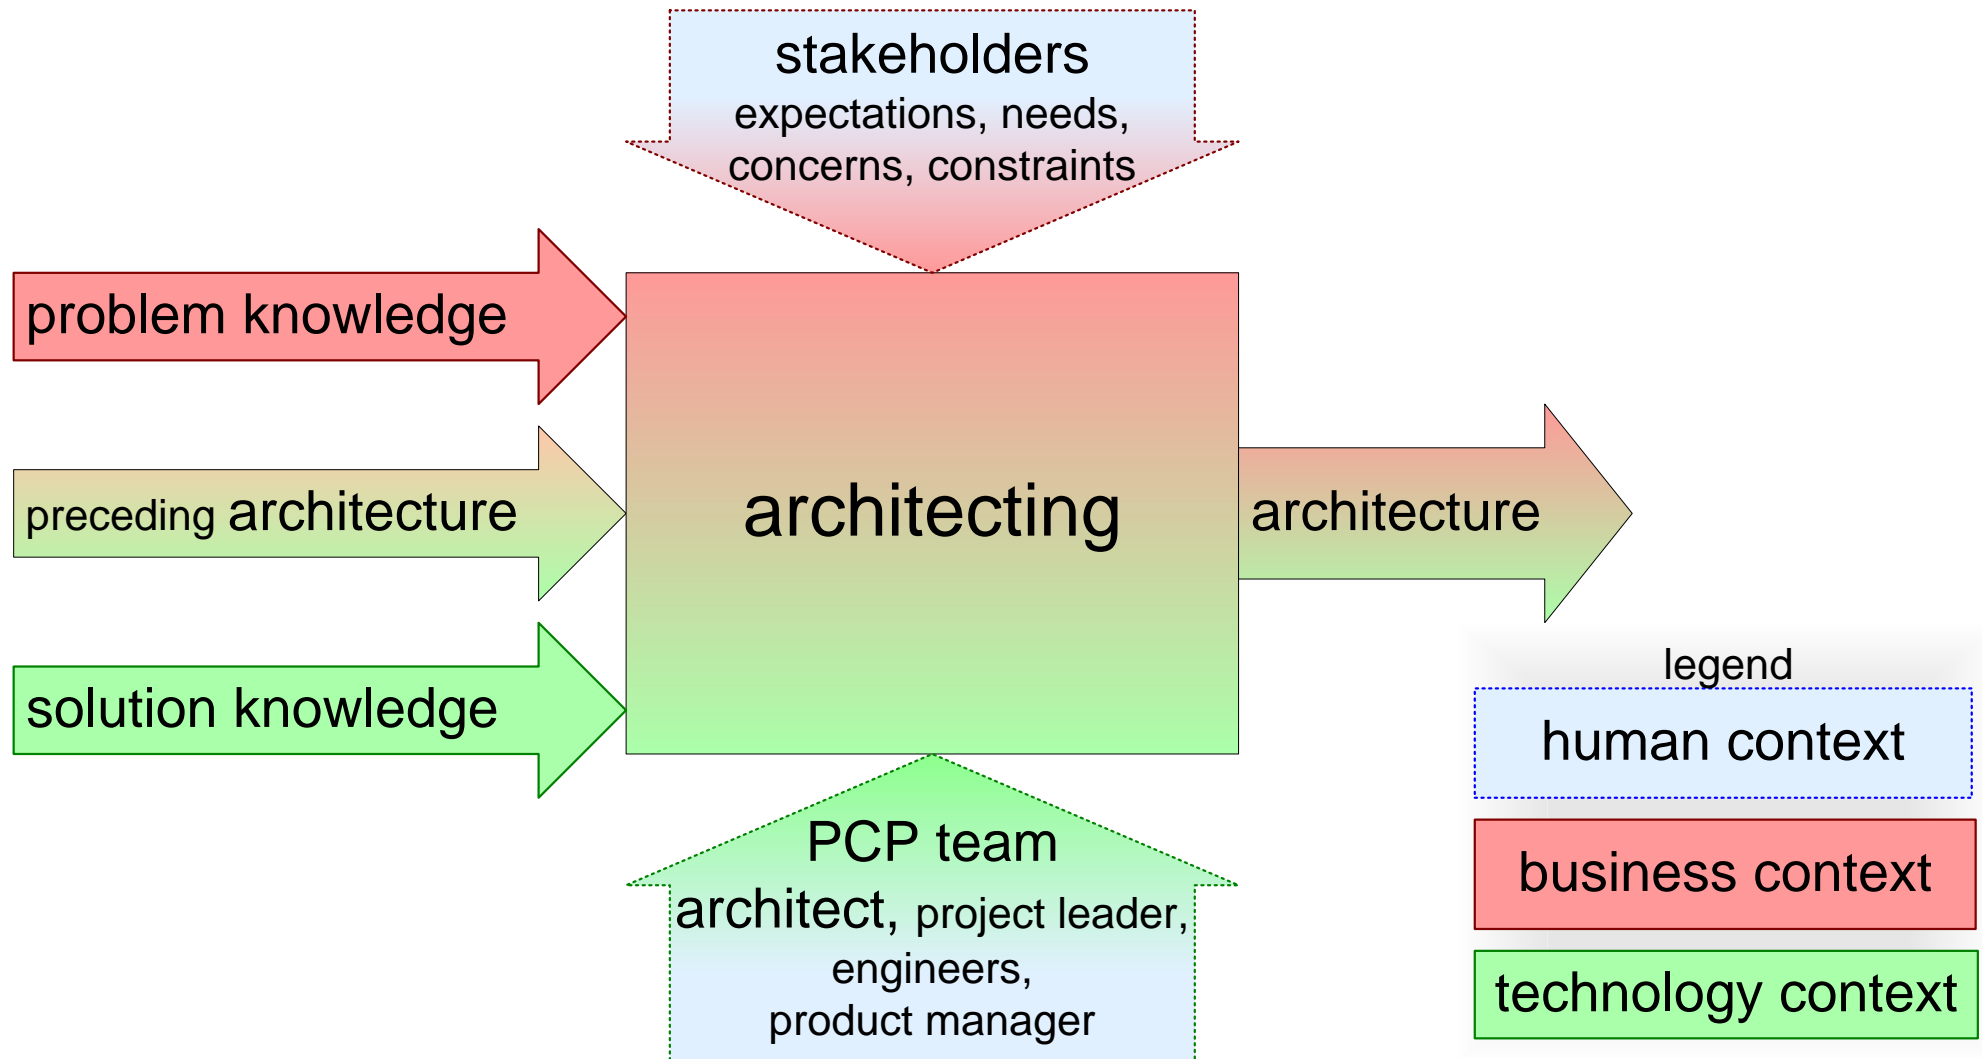 stakeholders
expectations, needs,
concerns, constraints
problem knowledge
preceding architecture
solution knowledge
architecting
architecture
PCP team
architect, project leader,
engineers,
product manager
legend
human context
business context
technology context